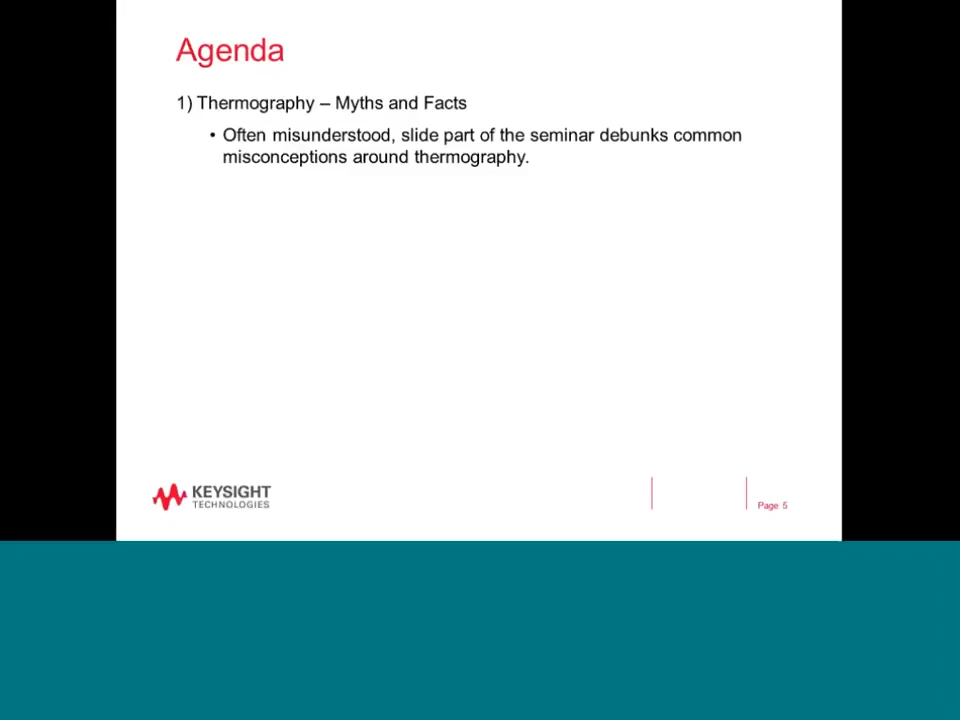 Agenda
1) Thermography – Myths and Facts
• Often misunderstood, slide part of the seminar debunks common
misconceptions around thermography.
KEYSIGHT
TECHNOLOGIES
Page 5